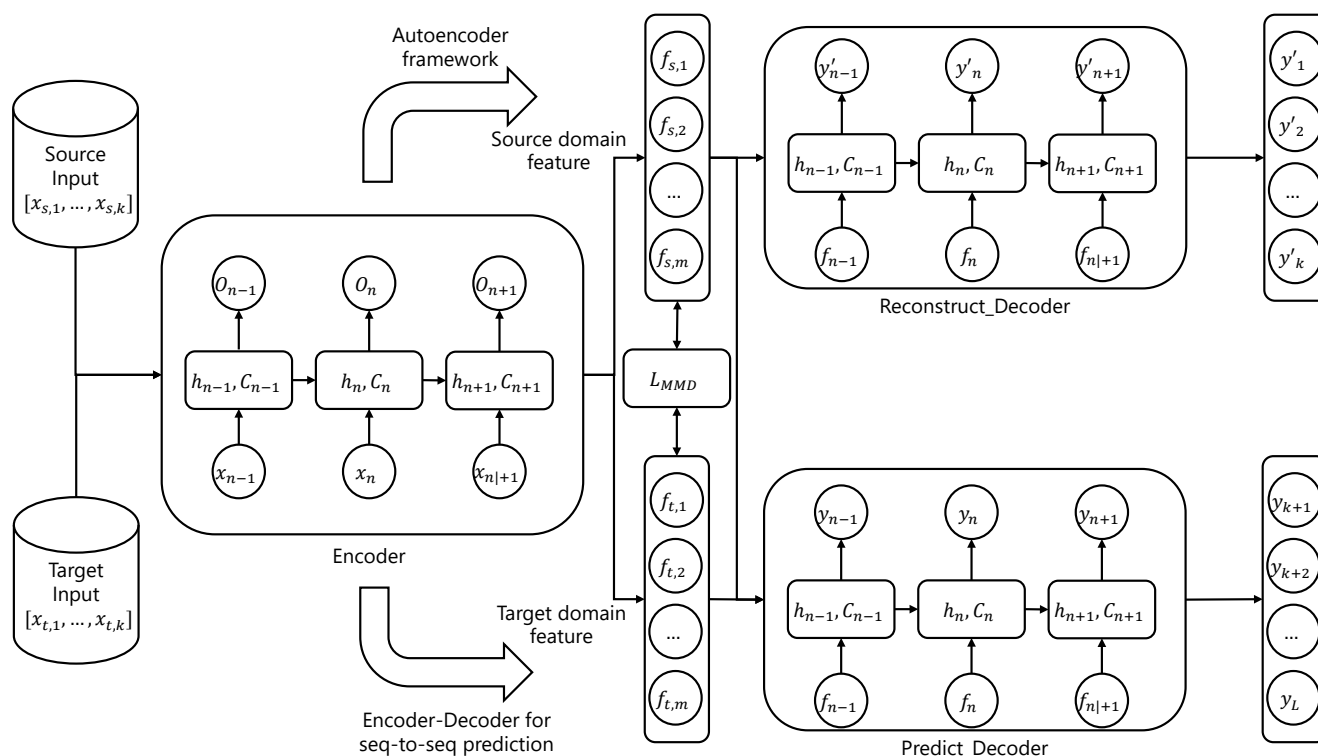 Autoencoder
framework
Source domain
feature
Source
Input
[x_{s,1}, ..., x_{s,k}]
Target
Input
[x_{t,1}, ..., x_{t,k}]
O_{n-1}
O_n
O_{n+1}
h_{n-1}, C_{n-1}
h_n, C_n
h_{n+1}, C_{n+1}
x_{n-1}
x_n
x_{n|+1}
Encoder
Target domain
feature
Encoder-Decoder for
seq-to-seq prediction
f_{s,1}
f_{s,2}
...
f_{s,m}
L_{MMD}
f_{t,1}
f_{t,2}
...
f_{t,m}
y'_{n-1}
y'_n
y'_{n+1}
h_{n-1}, C_{n-1}
h_n, C_n
h_{n+1}, C_{n+1}
f_{n-1}
f_n
f_{n|+1}
Reconstruct_Decoder
y'_1
y'_2
...
y'_k
y_{n-1}
y_n
y_{n+1}
h_{n-1}, C_{n-1}
h_n, C_n
h_{n+1}, C_{n+1}
f_{n-1}
f_n
f_{n|+1}
Predict_Decoder
y_{k+1}
y_{k+2}
...
y_L